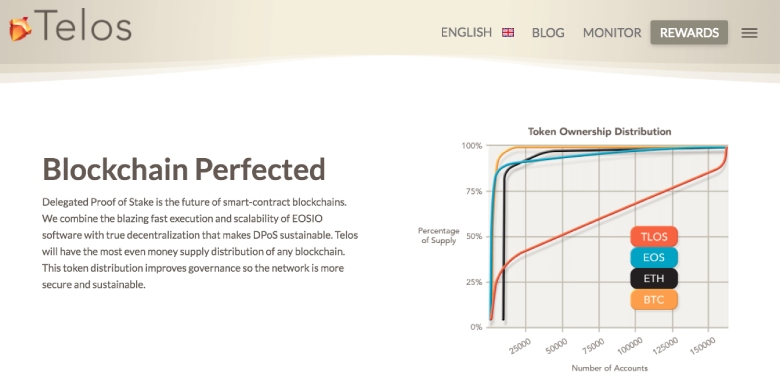 Telos
ENGLISH BLOG MONITOR REWARDS
Blockchain Perfected
Delegated Proof of Stake is the future of smart-contract blockchains.
We combine the blazing fast execution and scalability of EOSIO
software with true decentralization that makes DPoS sustainable. Telos
will have the most even money supply distribution of any blockchain.
This token distribution improves governance so the network is more
secure and sustainable.
Token Ownership Distribution
100%
75%
Percentage
of Supply
50%
25%
0%
TLOS
EOS
ETH
BTC
25000 50000 75000 100000 125000 150000
Number of Accounts